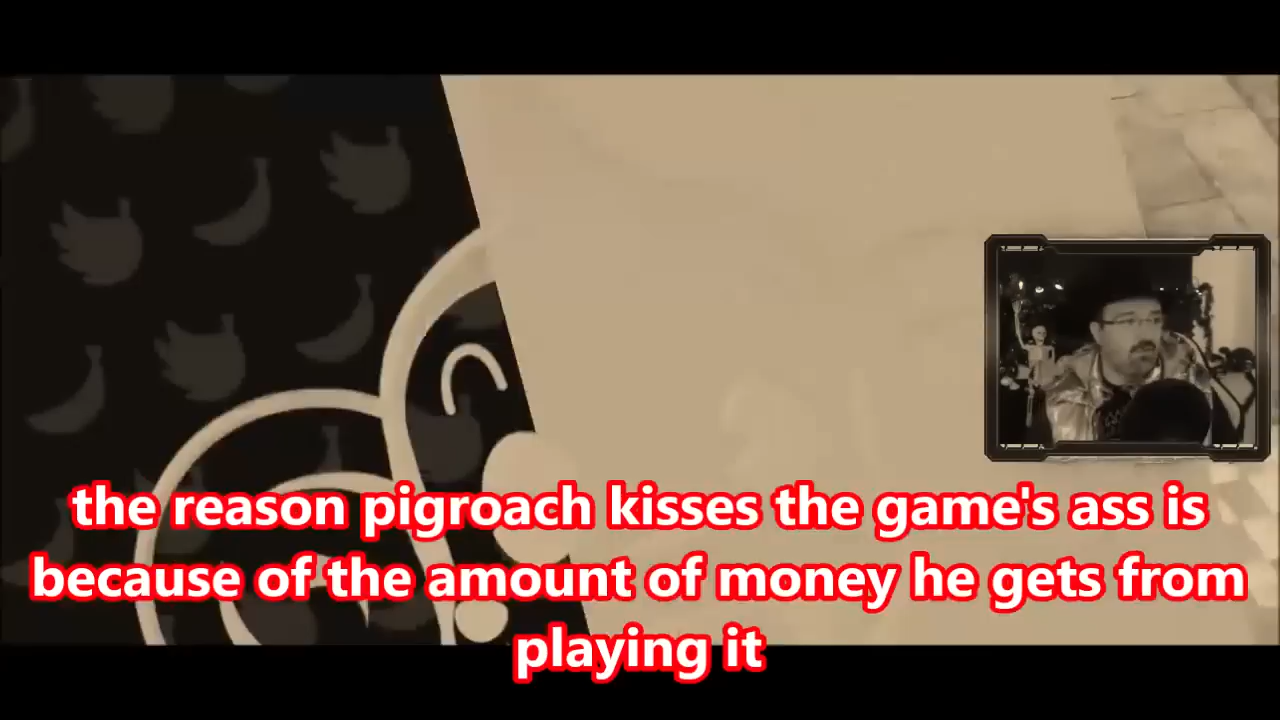 the reason pigroach kisses the game's ass is
because of the amount of money he gets from
playing it